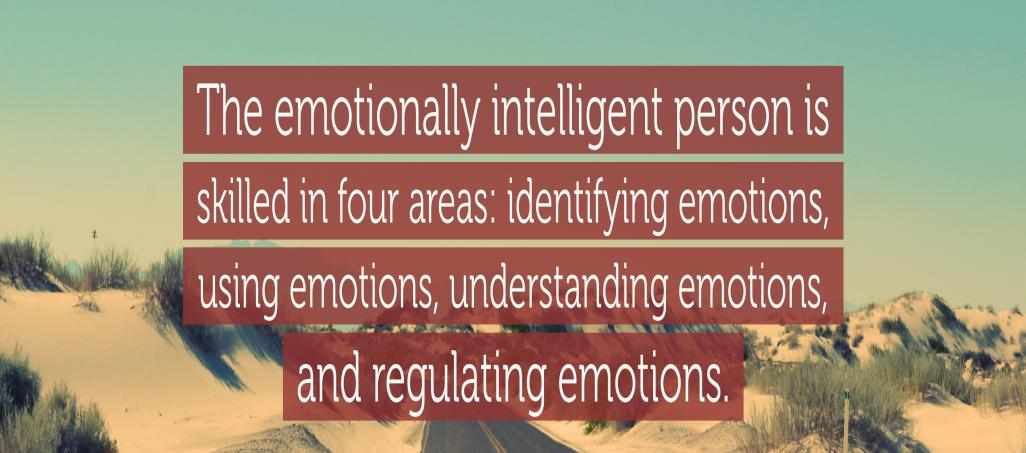 The emotionally intelligent person is
skilled in four areas: identifying emotions,
using emotions, understanding emotions,
and regulating emotions.